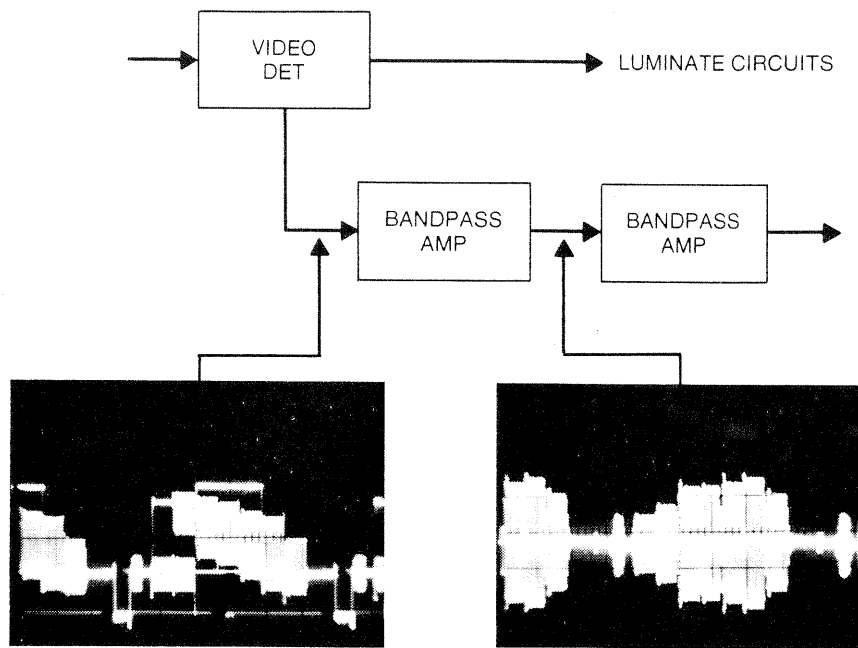 VIDEO
DET
LUMINATE CIRCUITS
BANDPASS
AMP
BANDPASS
AMP